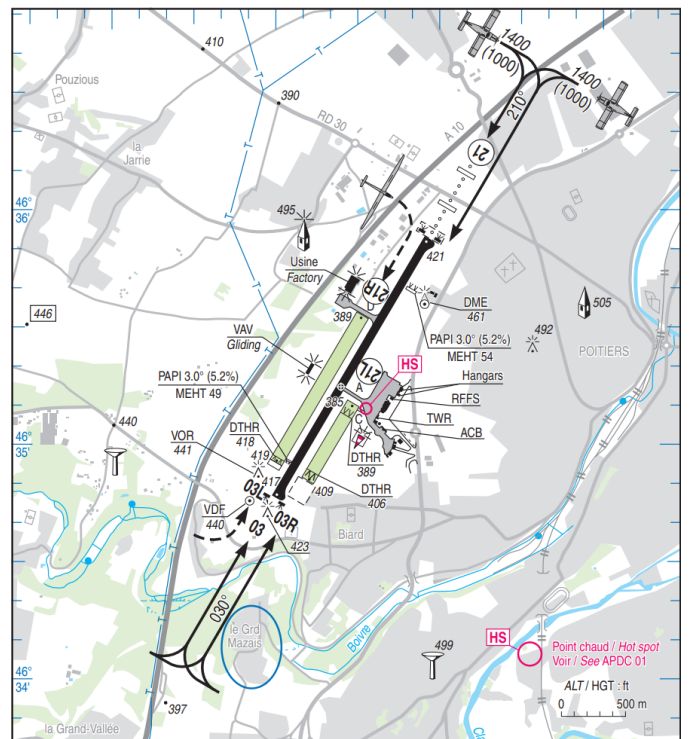 410
1400
(1000)
1400
(1000)
Pouzious
390
210°
A 10
RD 30
la
Jarrie
21
46°
36'
495
421
Usine
Factory
21R
D
DME
461
505
389
446
PAPI 3.0° (5.2%)
MEHT 54
492
VAV
Gliding
POITIERS
21L
HS
Hangars
PAPI 3.0° (5.2%)
MEHT 49
A
RFFS
385
C
TWR
440
DTHR
418
ACB
46°
35'
VOR
441
419
DTHR
389
417
DTHR
406
409
03L
03R
VDF
440
03
423
Biard
030°
le Grd
Mazais
Boivre
HS
Point chaud / Hot spot
Voir / See APDC 01
499
46°
34'
ALT / HGT : ft
0 500 m
397
la Grand-Vallée